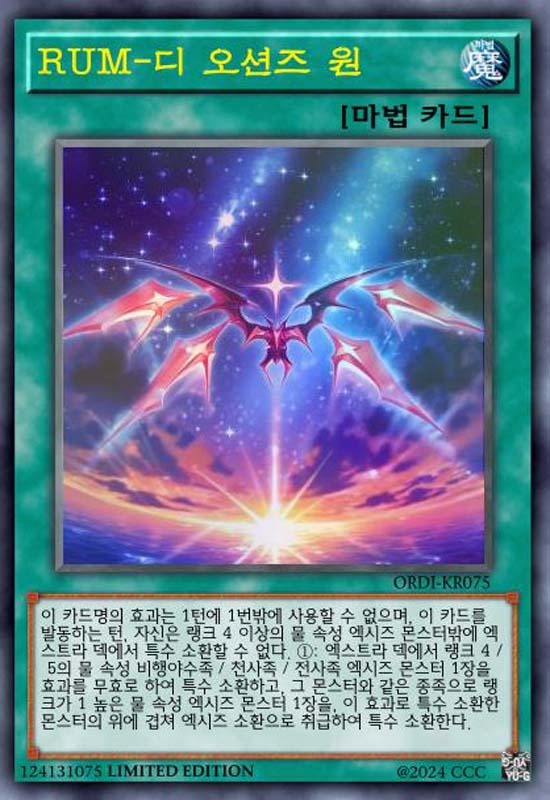 RUM-디 오션즈 원
마법
魔
[마법 카드]
ORDI-KR075
이 카드명의 효과는 1턴에 1번밖에 사용할 수 없으며, 이 카드를
발동하는 턴, 자신은 랭크 4 이상의 물 속성 엑시즈 몬스터밖에 엑
스트라 덱에서 특수 소환할 수 없다. ①: 엑스트라 덱에서 랭크 4 /
5의 물 속성 비행야수족 / 천사족 / 전사족 엑시즈 몬스터 1장을
효과를 무효로 하여 특수 소환하고, 그 몬스터와 같은 종족으로 랭
크가 1 높은 물 속성 엑시즈 몬스터 1장을, 이 효과로 특수 소환한
몬스터의 위에 겹쳐 엑시즈 소환으로 취급하여 특수 소환한다.
124131075 LIMITED EDITION
@2024 CCC
YU-G